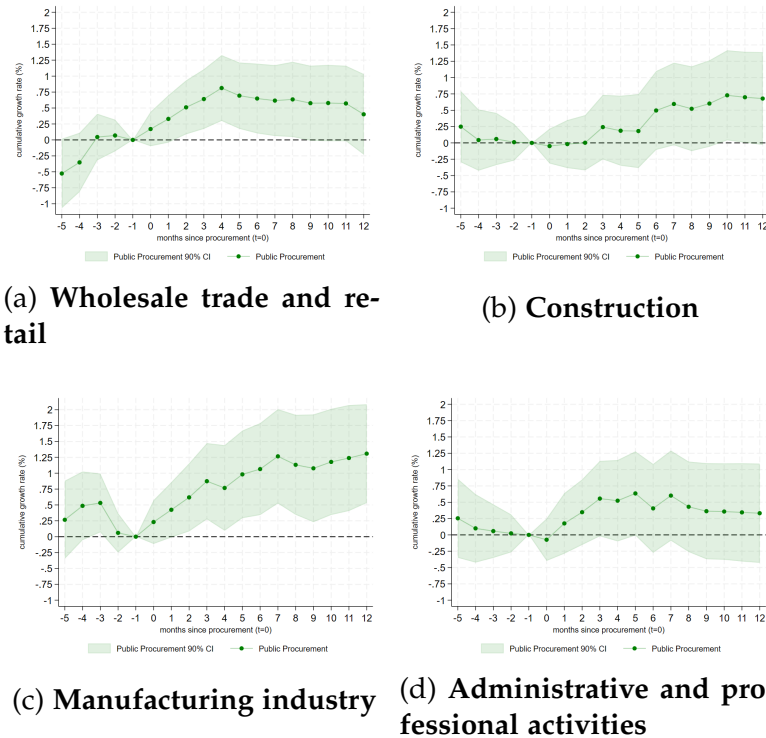 cumulative growth rate (%)
2
1.75
1.5
1.25
1
.75
.5
.25
0
-.25
-.5
-.75
-1
-5 -4 -3 -2 -1 0 1 2 3 4 5 6 7 8 9 10 11 12
months since procurement (t=0)
Public Procurement 90% CI Public Procurement
(a) Wholesale trade and re-
tail
cumulative growth rate (%)
2
1.75
1.5
1.25
1
.75
.5
.25
0
-.25
-.5
-.75
-1
-5 -4 -3 -2 -1 0 1 2 3 4 5 6 7 8 9 10 11 12
months since procurement (t=0)
Public Procurement 90% CI Public Procurement
(b) Construction
cumulative growth rate (%)
2
1.75
1.5
1.25
1
.75
.5
.25
0
-.25
-.5
-.75
-1
-5 -4 -3 -2 -1 0 1 2 3 4 5 6 7 8 9 10 11 12
months since procurement (t=0)
Public Procurement 90% CI Public Procurement
(c) Manufacturing industry
cumulative growth rate (%)
2
1.75
1.5
1.25
1
.75
.5
.25
0
-.25
-.5
-.75
-1
-5 -4 -3 -2 -1 0 1 2 3 4 5 6 7 8 9 10 11 12
months since procurement (t=0)
Public Procurement 90% CI Public Procurement
(d) Administrative and pro
fessional activities